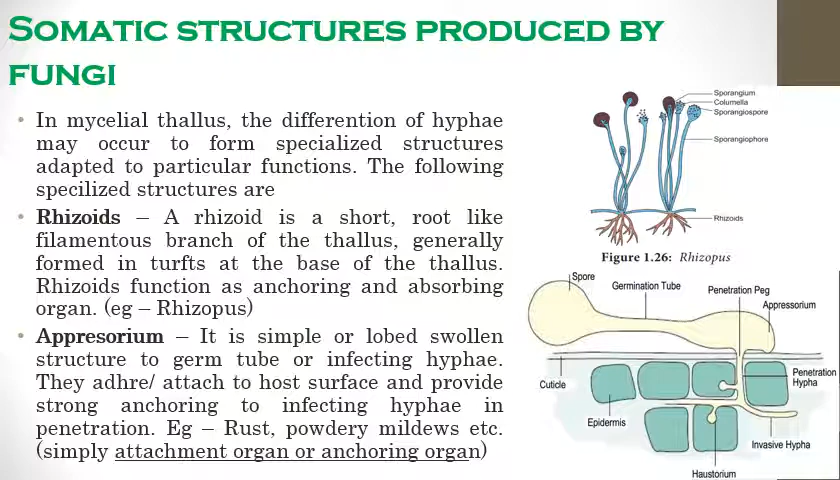 Somatic structures produced by
fungi
• In mycelial thallus, the differention of hyphae
may occur to form specialized structures
adapted to particular functions. The following
specilized structures are
• Rhizoids – A rhizoid is a short, root like
filamentous branch of the thallus, generally
formed in turfts at the base of the thallus.
Rhizoids function as anchoring and absorbing
organ. (eg – Rhizopus)
• Appresorium – It is simple or lobed swollen
structure to germ tube or infecting hyphae.
They adhre/ attach to host surface and provide
strong anchoring to infecting hyphae in
penetration. Eg – Rust, powdery mildews etc.
(simply attachment organ or anchoring organ)
Sporangium
Columella
Sporangiospore
Sporangiophore
Rhizoids
Figure 1.26: Rhizopus
Spore
Germination Tube
Penetration Peg
Appressorium
Cuticle
Penetration
Hypha
Epidermis
Invasive Hypha
Haustorium